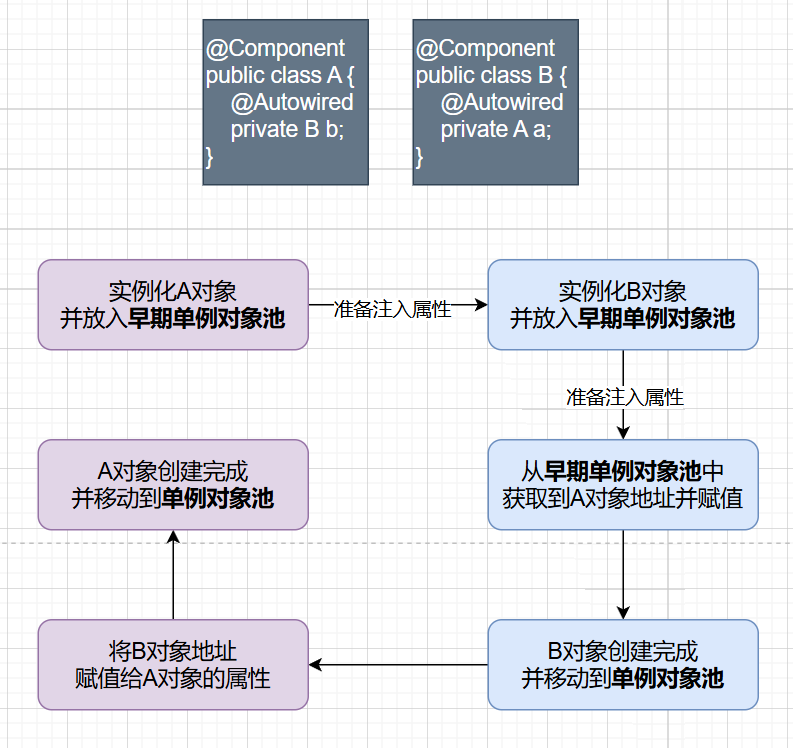 @Component
public class A {
@Autowired
private B b;
}
@Component
public class B {
@Autowired
private A a;
}
实例化A对象
并放入早期单例对象池
准备注入属性
实例化B对象
并放入早期单例对象池
准备注入属性
从早期单例对象池中
获取到A对象地址并赋值
B对象创建完成
并移动到单例对象池
将B对象地址
赋值给A对象的属性
A对象创建完成
并移动到单例对象池